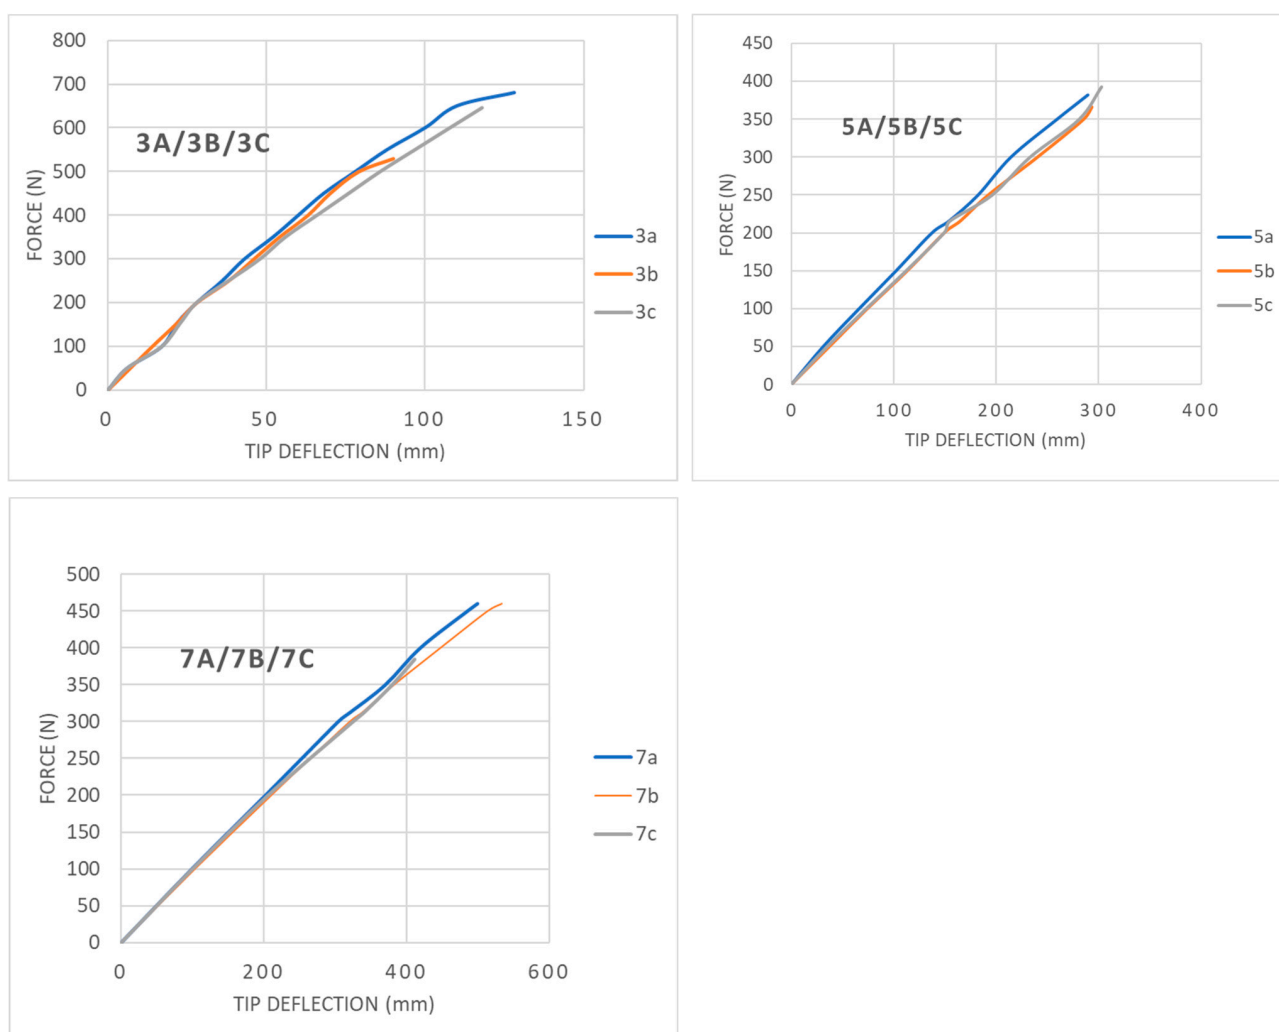 800
700
600
500
400
300
200
100
0
FORCE (N)
3A/3B/3C
3a
3b
3c
0 50 100 150
TIP DEFLECTION (mm)
450
400
350
300
250
200
150
100
50
0
FORCE (N)
5A/5B/5C
5a
5b
5c
0 100 200 300 400
TIP DEFLECTION (mm)
500
450
400
350
300
250
200
150
100
50
0
FORCE (N)
7A/7B/7C
7a
7b
7c
0 200 400 600
TIP DEFLECTION (mm)